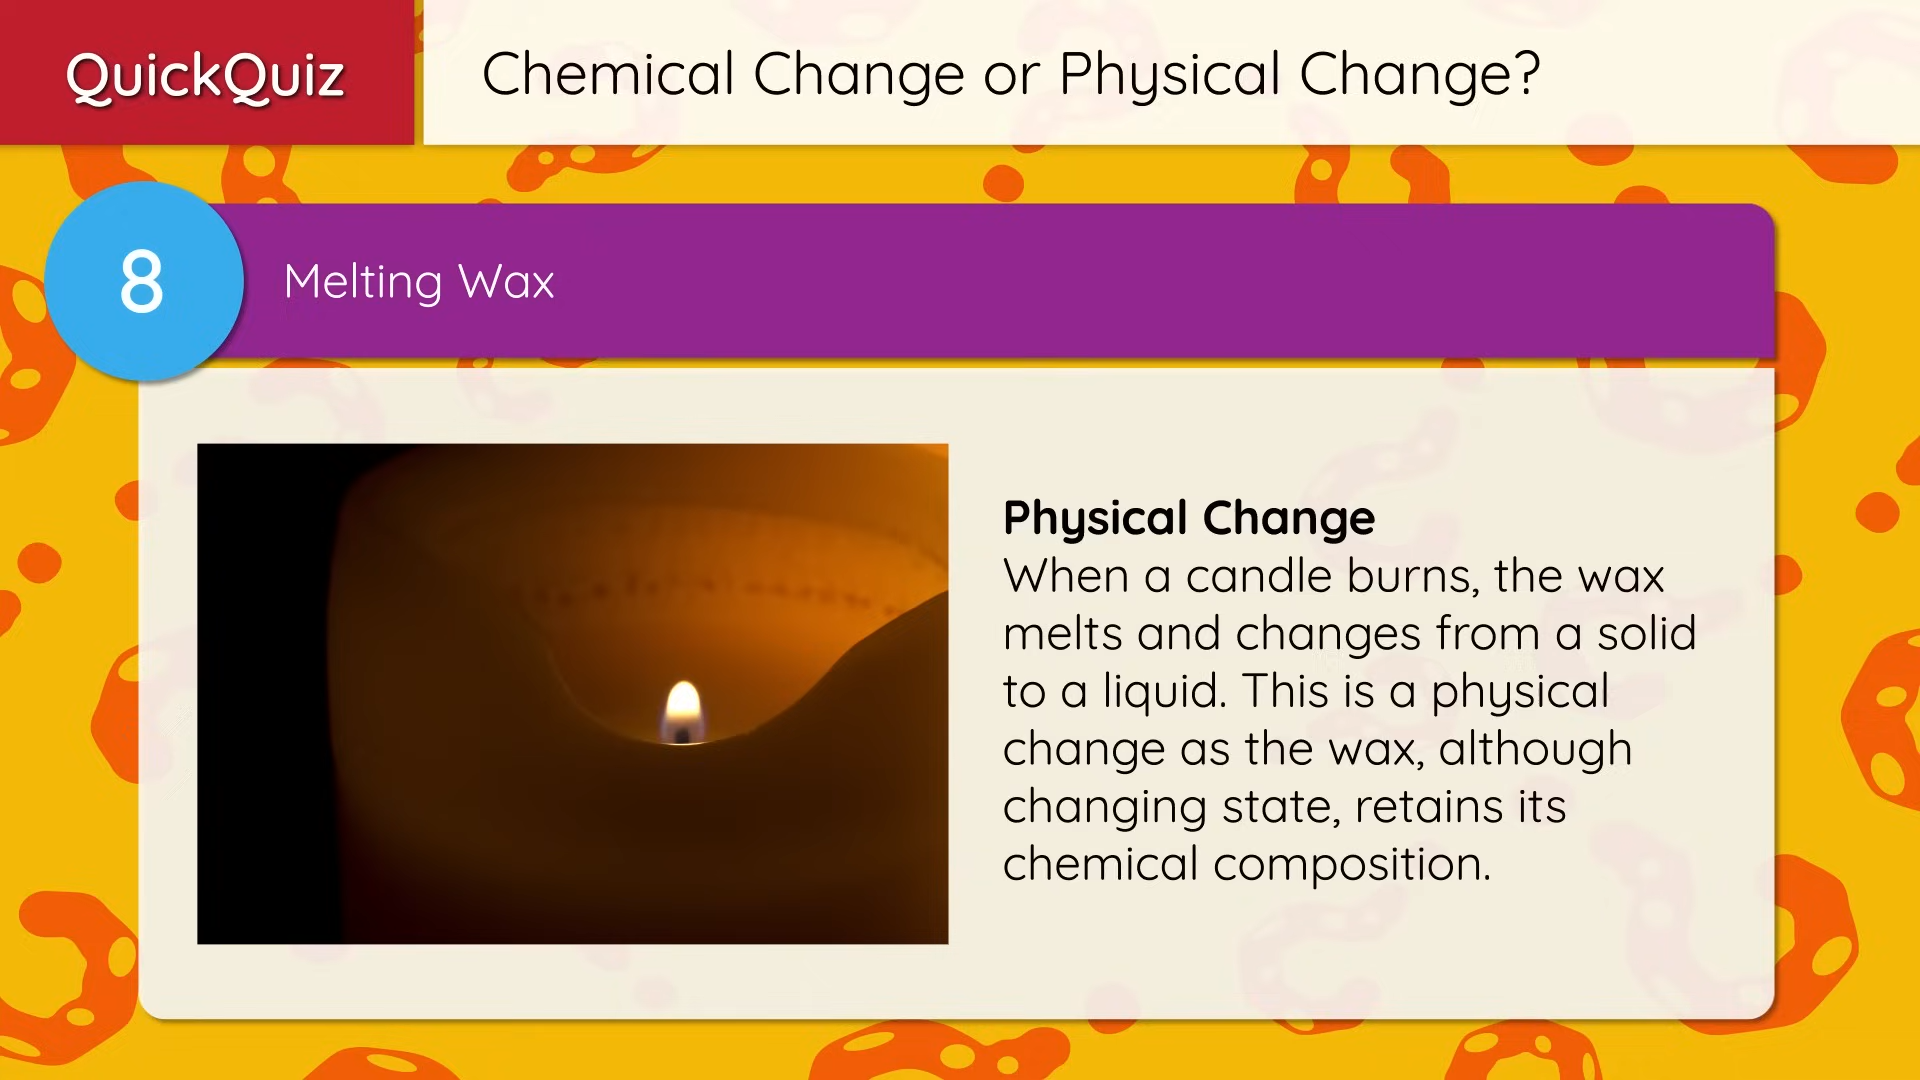 QuickQuiz
Chemical Change or Physical Change?
8
Melting Wax
Physical Change
When a candle burns, the wax
melts and changes from a solid
to a liquid. This is a physical
change as the wax, although
changing state, retains its
chemical composition.